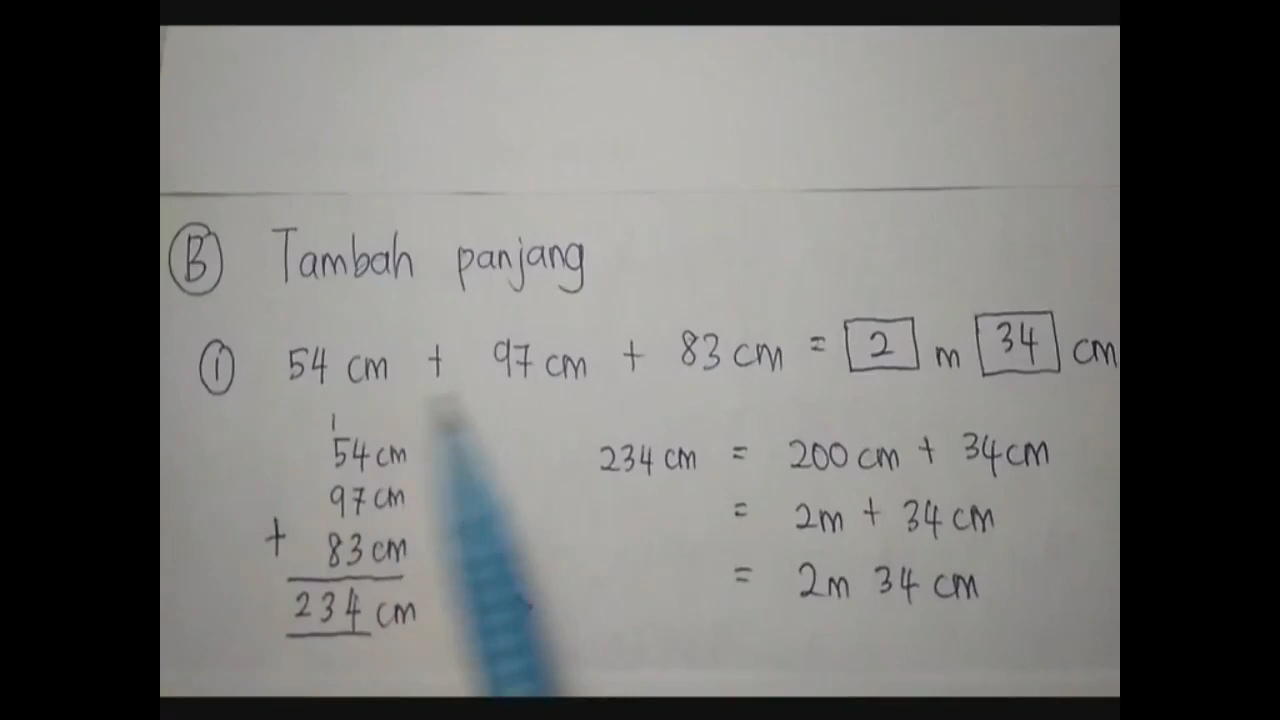 B Tambah panjang
1 54 cm + 97 cm + 83 cm = 2 m 34 cm
1
54 cm
97 cm
+ 83 cm
234 cm
234 cm = 200 cm + 34 cm
= 2m + 34 cm
= 2m 34 cm